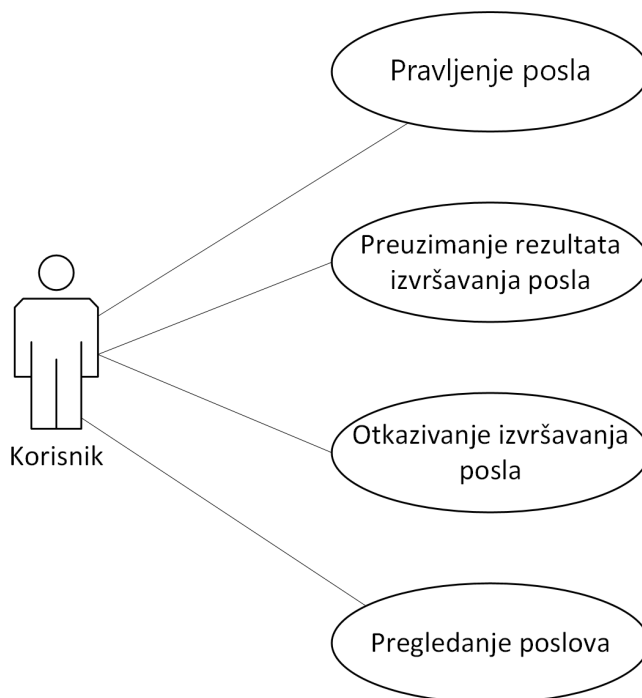 Pravljenje posla
Preuzimanje rezultata
izvršavanja posla
Otkazivanje izvršavanja
posla
Korisnik
Pregledanje poslova